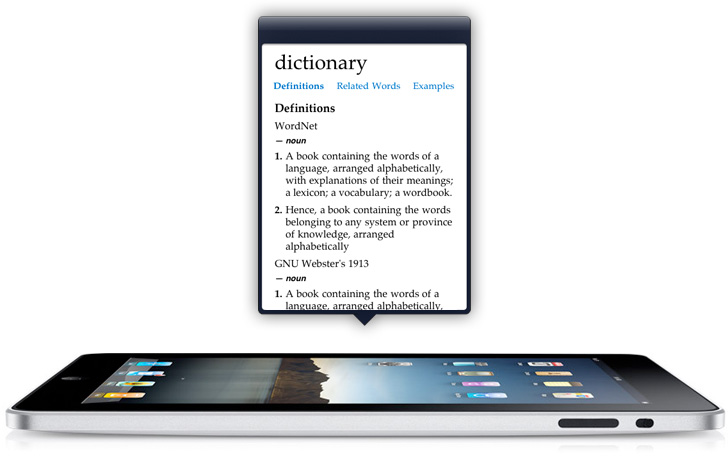 dictionary
Definitions Related Words Examples
Definitions
WordNet
— noun
1. A book containing the words of a
language, arranged alphabetically,
with explanations of their meanings;
a lexicon; a vocabulary; a wordbook.
2. Hence, a book containing the words
belonging to any system or province
of knowledge, arranged
alphabetically
GNU Webster's 1913
— noun
1. A book containing the words of a
language, arranged alphabetically,